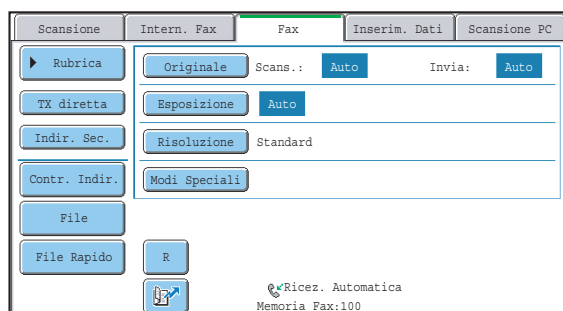 Scansione Intern. Fax Fax Inserim. Dati Scansione PC
Rubrica Originale Scans.: Auto Invia: Auto
TX diretta Esposizione Auto
Indir. Sec. Risoluzione Standard
Contr. Indir. Modi Speciali
File
File Rapido R
Ricez. Automatica
Memoria Fax:100